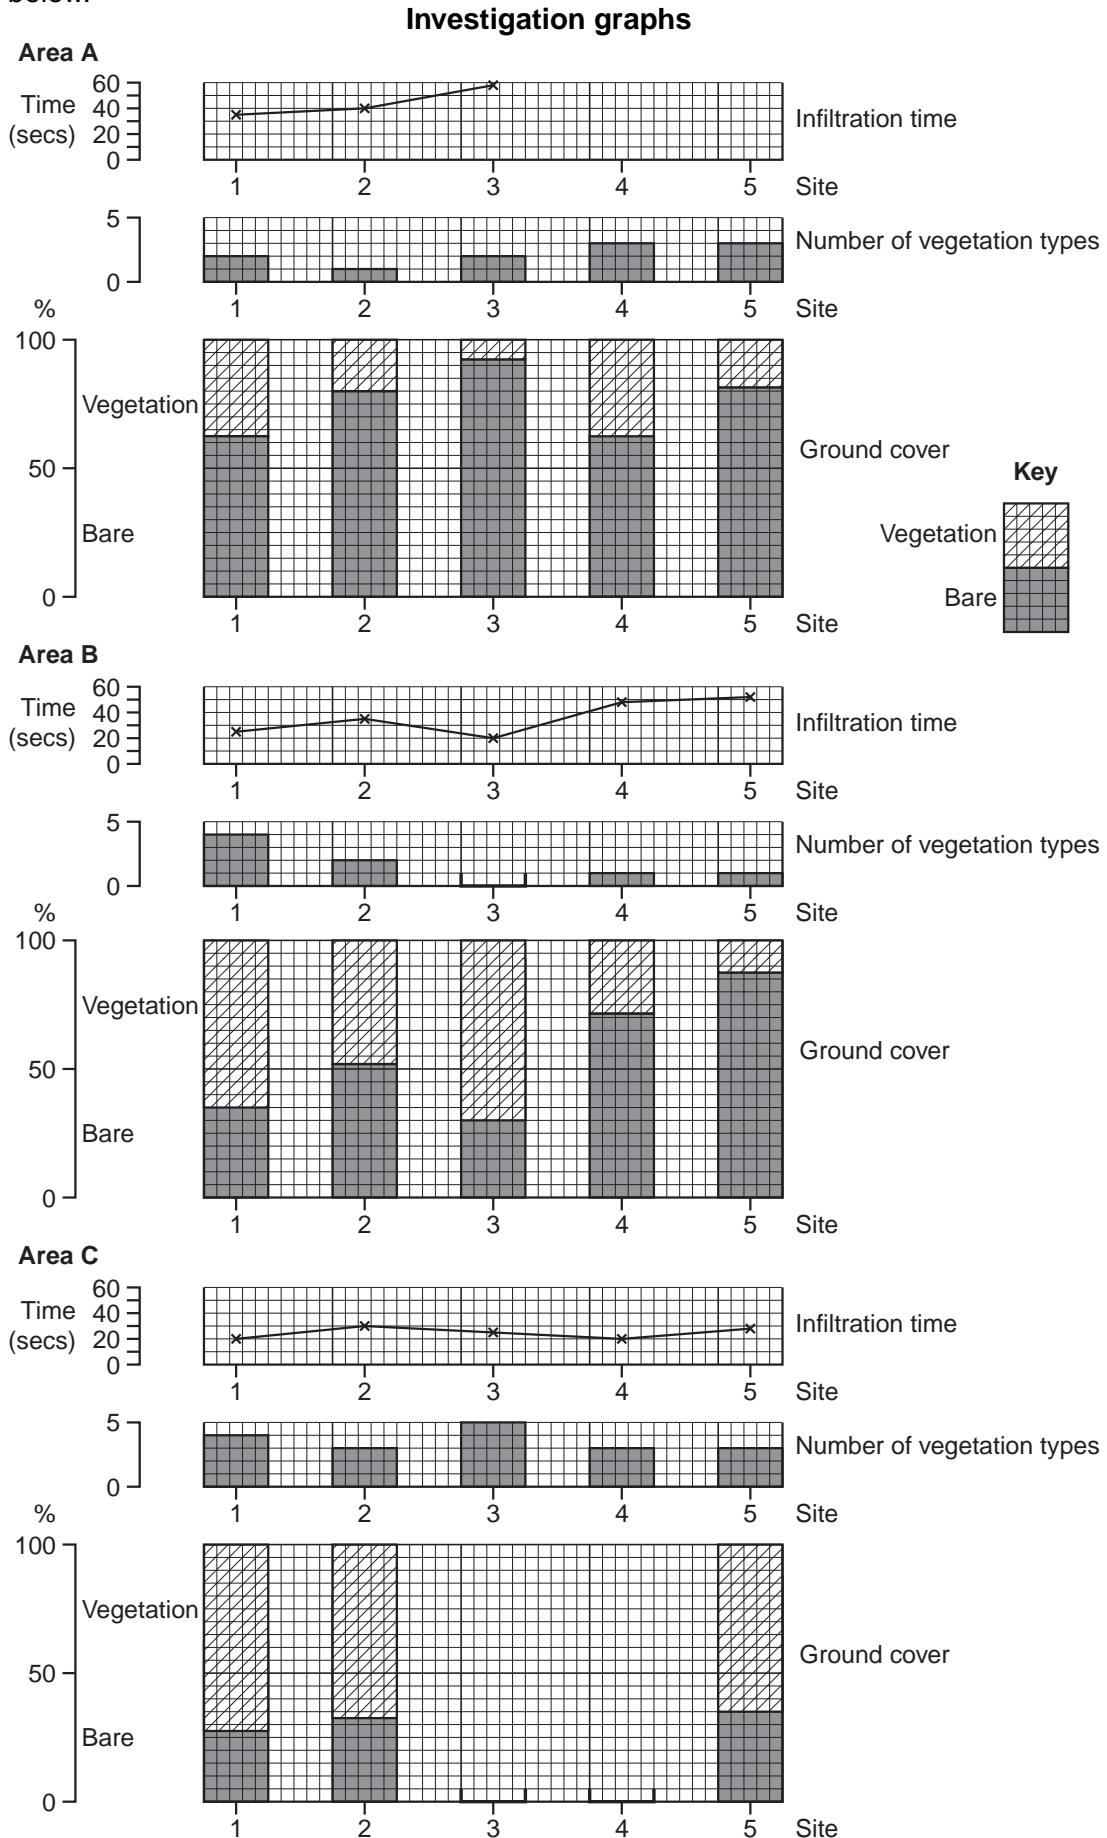 Investigation graphs
Area A
60
Time
40
(secs)
20
0
Infiltration time
1 2 3 4 5 Site
5
0
Number of vegetation types
1 2 3 4 5 Site
%
100
Vegetation
50
Bare
0
Ground cover
Key
Vegetation
Bare
1 2 3 4 5 Site
Area B
60
Time
40
(secs)
20
0
Infiltration time
1 2 3 4 5 Site
5
0
Number of vegetation types
1 2 3 4 5 Site
%
100
Vegetation
50
Bare
0
Ground cover
1 2 3 4 5 Site
Area C
60
Time
40
(secs)
20
0
Infiltration time
1 2 3 4 5 Site
5
0
Number of vegetation types
1 2 3 4 5 Site
%
100
Vegetation
50
Bare
0
Ground cover
1 2 3 4 5 Site